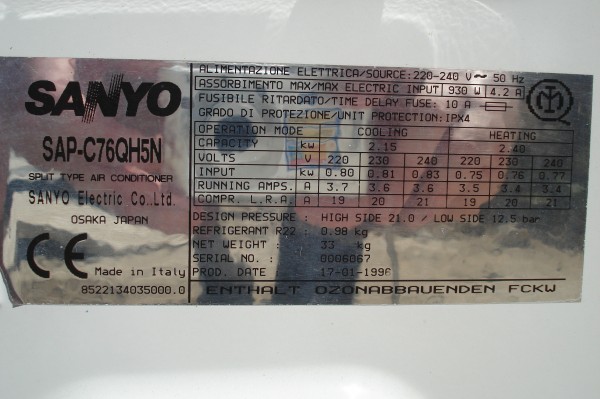 SANYO
SAP-C76QH5N
SPLIT TYPE AIR CONDITIONER
SANYO Electric Co.,Ltd.
OSAKA JAPAN
CE
Made in Italy
8522134035000.0
ALIMENTAZIONE ELETTRICA/SOURCE:220-240 V~ 50 Hz
ASSORBIMENTO MAX/MAX ELECTRIC INPUT 930 W 4.2 A
FUSIBILE RITARDATO/TIME DELAY FUSE: 10 A
GRADO DI PROTEZIONE/UNIT PROTECTION:IPX4
OPERATION MODE COOLING HEATING
CAPACITY kW 2.15 2.40
VOLTS V 220 230 240 220 230 240
INPUT kW 0.80 0.81 0.83 0.75 0.76 0.77
RUNNING AMPS. A 3.7 3.6 3.6 3.5 3.4 3.4
COMPR. L.R.A. A 19 20 21 19 20 21
DESIGN PRESSURE : HIGH SIDE 21.0 / LOW SIDE 12.5 bar
REFRIGERANT R22 : 0.98 kg
NET WEIGHT : 33 kg
SERIAL NO. : 0006067
PROD. DATE : 17-01-1996
ENTHALT OZONABBAUENDEN FCKW